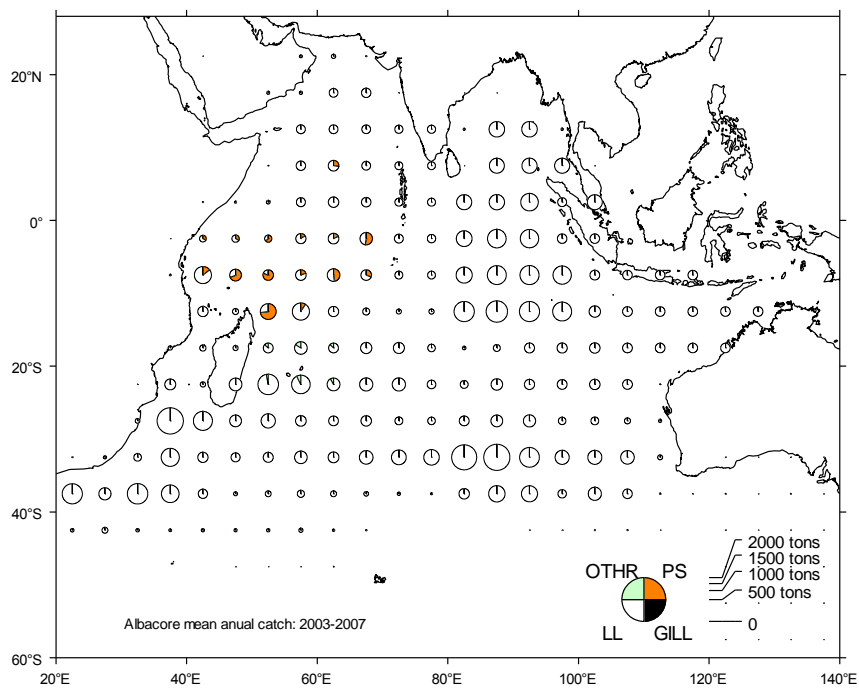 20°N
0°
20°S
40°S
60°S
2000 tons
1500 tons
1000 tons
500 tons
0
OTHR PS
LL GILL
Albacore mean anual catch: 2003-2007
20°E 40°E 60°E 80°E 100°E 120°E 140°E